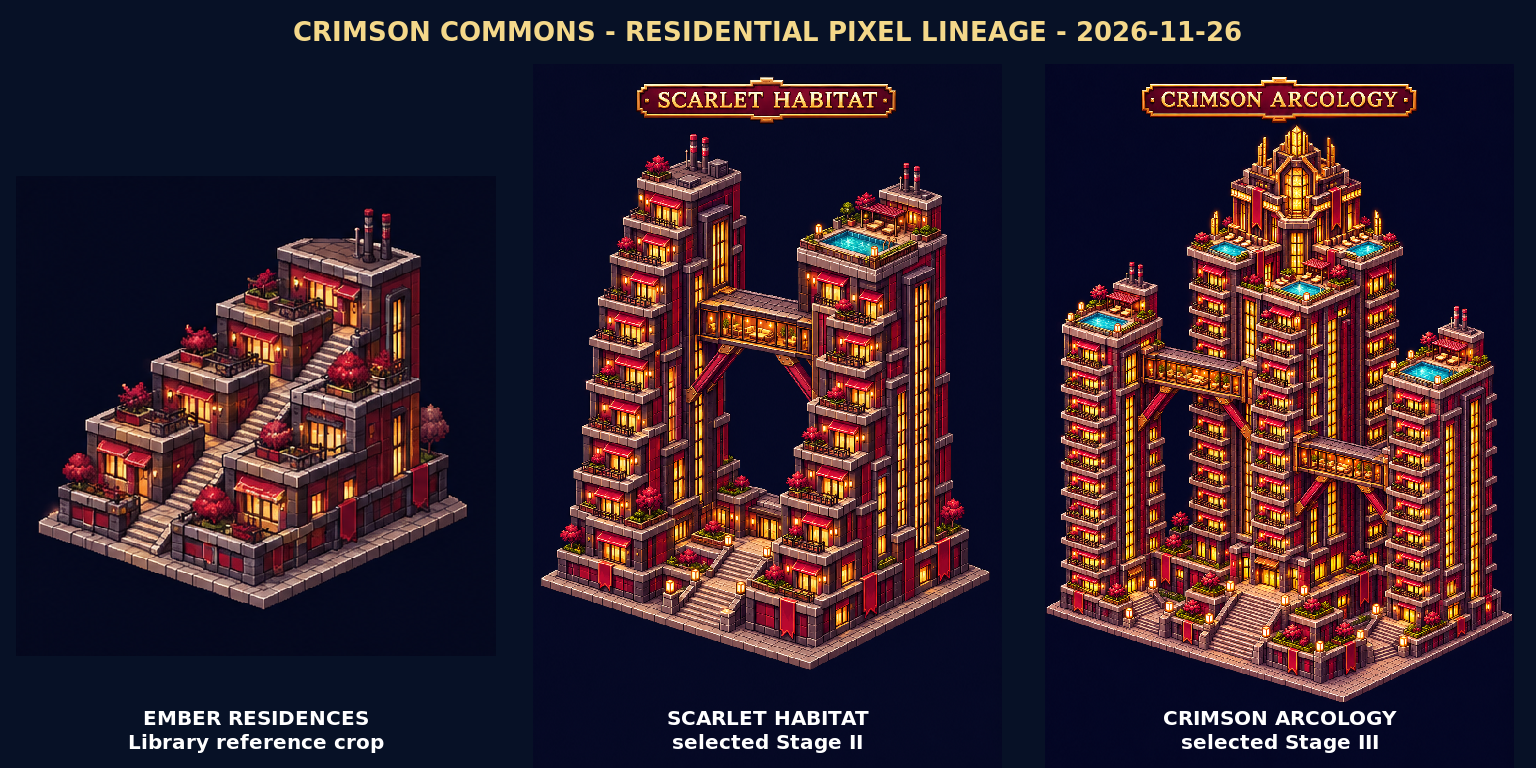 CRIMSON COMMONS - RESIDENTIAL PIXEL LINEAGE - 2026-11-26
SCARLET HABITAT
CRIMSON ARCOLOGY
EMBER RESIDENCES
Library reference crop
SCARLET HABITAT
selected Stage II
CRIMSON ARCOLOGY
selected Stage III